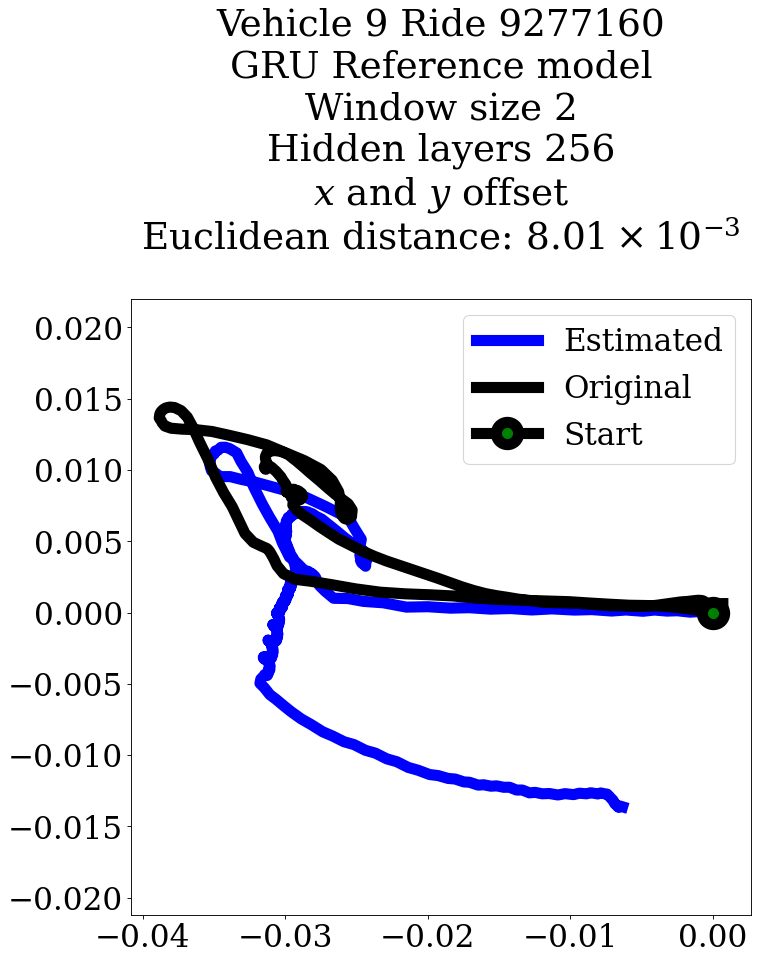 Vehicle 9 Ride 9277160
GRU Reference model
Window size 2
Hidden layers 256
x and y offset
Euclidean distance: 8.01 × 10⁻³
Estimated
Original
Start
0.020
0.015
0.010
0.005
0.000
−0.005
−0.010
−0.015
−0.020
−0.04 −0.03 −0.02 −0.01 0.00